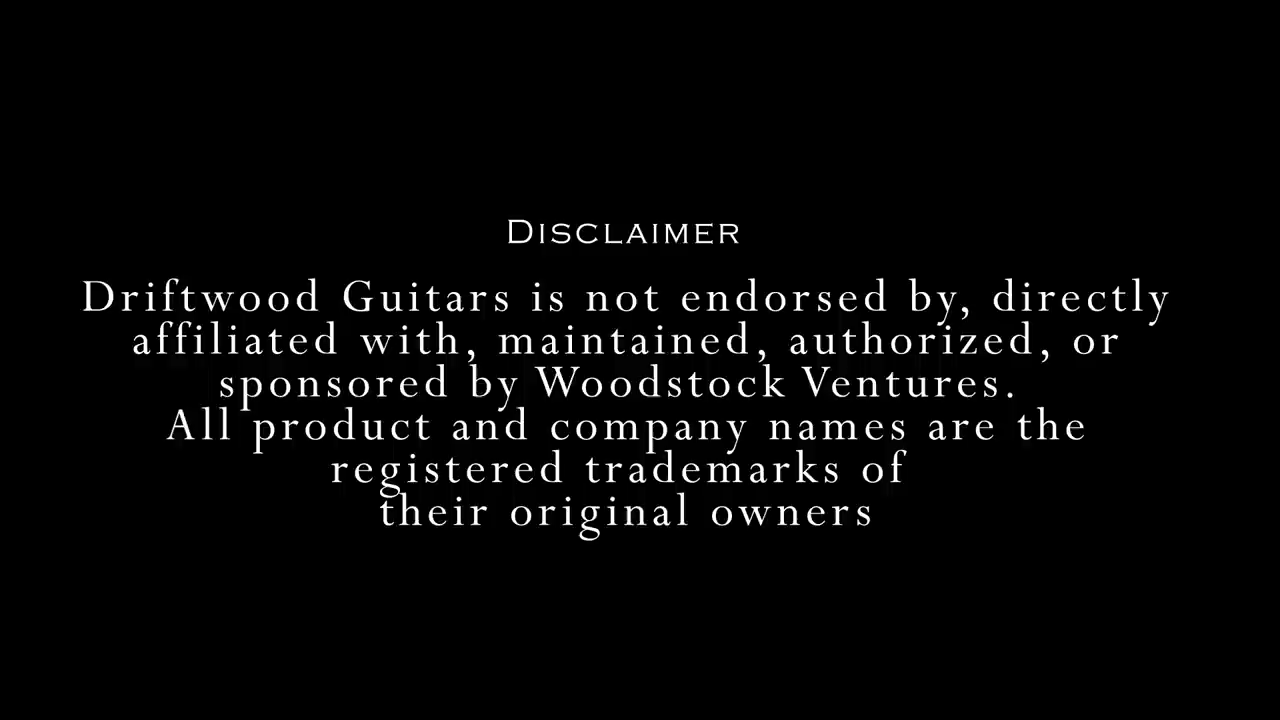 Disclaimer
Driftwood Guitars is not endorsed by, directly
affiliated with, maintained, authorized, or
sponsored by Woodstock Ventures.
All product and company names are the
registered trademarks of
their original owners